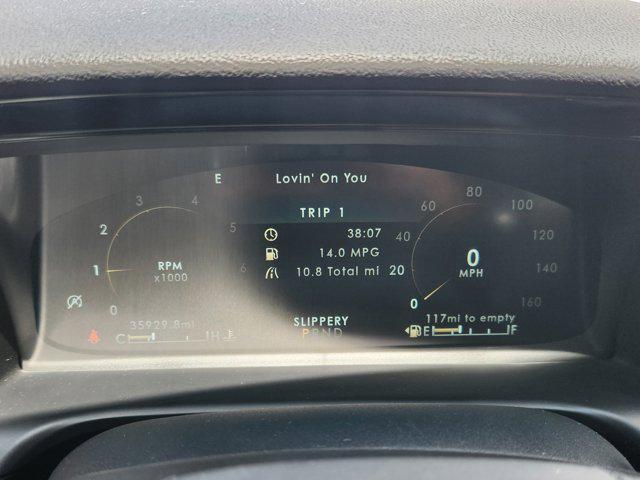 E Lovin' On You
TRIP 1
38:07
14.0 MPG
10.8 Total mi
0 1 2 3 4 5 6
RPM
x1000
0 20 40 60 80 100 120 140 160
0
MPH
35929.8mi
C H
SLIPPERY
PRND
117mi to empty
E F